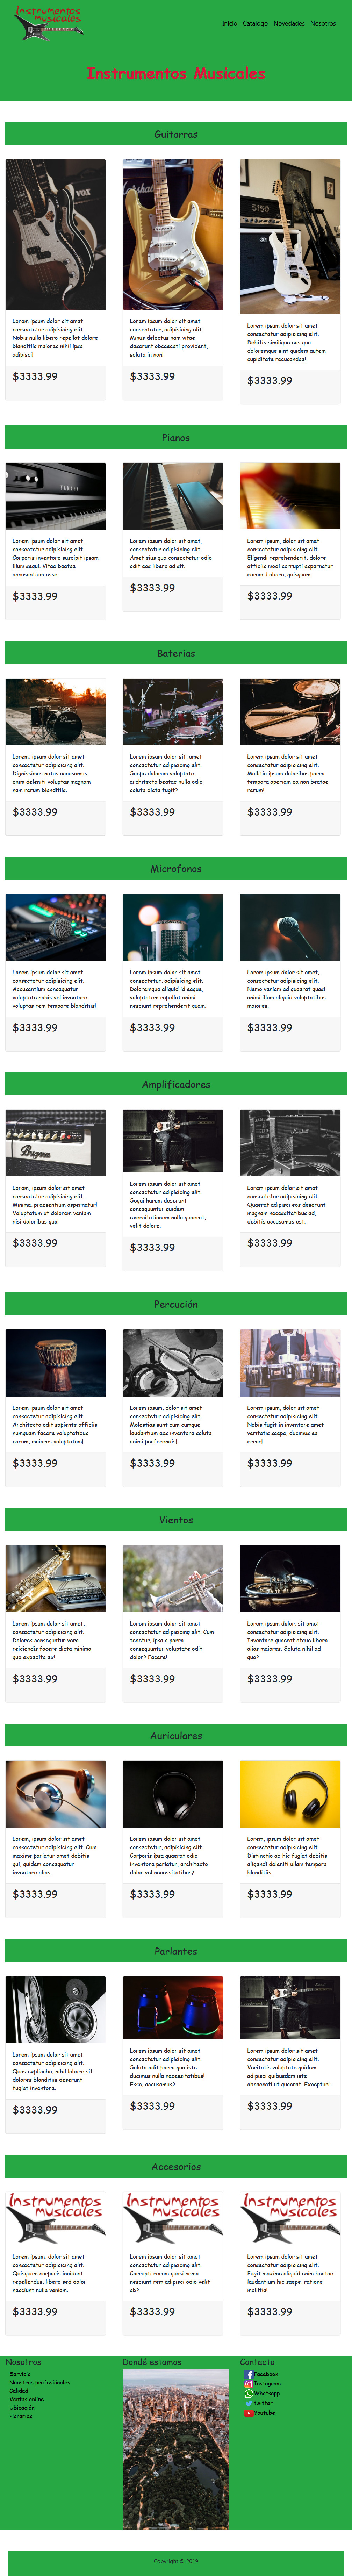 Instrumentos
Musicales
Inicio Catalogo Novedades Nosotros
Instrumentos Musicales
Guitarras
VOX
Marshall
5150
Lorem ipsum dolor sit amet
consectetur adipisicing elit.
Nobis nulla libero repellat dolore
blanditiis maiores nihil ipsa
adipisci!
$3333.99
Lorem ipsum dolor sit amet
consectetur, adipisicing elit.
Minus delectus nam vitae
deserunt obcaecati provident,
soluta in non!
$3333.99
Lorem ipsum dolor sit amet
consectetur adipisicing elit.
Debitis similique eos quo
doloremque sint quidem autem
cupiditate recusandae!
$3333.99
Pianos
YAMAHA
Lorem ipsum dolor sit amet,
consectetur adipisicing elit.
Corporis inventore suscipit ipsam
illum sequi. Vitae beatae
accusantium esse.
$3333.99
Lorem ipsum dolor sit amet,
consectetur adipisicing elit.
Amet eius quo consectetur odio
odit eos libero ad sit.
$3333.99
Lorem ipsum, dolor sit amet
consectetur adipisicing elit.
Eligendi reprehenderit, dolore
officiis modi corrupti aspernatur
earum. Labore, quisquam.
$3333.99
Baterias
Lorem, ipsum dolor sit amet
consectetur adipisicing elit.
Dignissimos natus accusamus
enim deleniti voluptas magnam
nam rerum blanditiis.
$3333.99
Lorem ipsum dolor sit, amet
consectetur adipisicing elit.
Saepe dolorum voluptate
architecto beatae nulla odio
soluta dicta fugit?
$3333.99
Lorem ipsum dolor sit amet
consectetur adipisicing elit.
Mollitia ipsum doloribus porro
tempora aperiam ea non beatae
rerum!
$3333.99
Microfonos
Lorem ipsum dolor sit amet
consectetur adipisicing elit.
Accusantium consequatur
voluptate nobis vel inventore
voluptas rem tempore blanditiis!
$3333.99
Lorem ipsum dolor sit amet
consectetur, adipisicing elit.
Doloremque aliquid id eaque,
voluptatem repellat animi
nesciunt reprehenderit quam.
$3333.99
Lorem ipsum dolor sit amet,
consectetur adipisicing elit.
Nemo veniam ad quaerat quasi
animi illum aliquid voluptatibus
maiores.
$3333.99
Amplificadores
Bugera
Marshall
Lorem, ipsum dolor sit amet
consectetur adipisicing elit.
Minima, praesentium aspernatur!
Voluptatum ut dolorem veniam
nisi doloribus quo!
$3333.99
Lorem ipsum dolor sit amet
consectetur adipisicing elit.
Sequi harum deserunt
consequuntur quidem
exercitationem nulla quaerat,
velit dolore.
$3333.99
Lorem ipsum dolor sit amet
consectetur adipisicing elit.
Quaerat adipisci eos deserunt
magnam necessitatibus ad,
debitis accusamus est.
$3333.99
Percución
Lorem ipsum dolor sit amet
consectetur adipisicing elit.
Architecto odit sapiente officiis
numquam facere voluptatibus
earum, maiores voluptatum!
$3333.99
Lorem ipsum, dolor sit amet
consectetur adipisicing elit.
Molestias sunt cum cumque
laudantium eos inventore soluta
animi perferendis!
$3333.99
Lorem ipsum, dolor sit amet
consectetur adipisicing elit.
Nobis fugit in inventore amet
veritatis saepe, ducimus ea
error!
$3333.99
Vientos
Lorem ipsum dolor sit amet,
consectetur adipisicing elit.
Dolores consequatur vero
reiciendis facere dicta minima
quo expedita ex!
$3333.99
Lorem ipsum dolor sit amet
consectetur adipisicing elit. Cum
tenetur, ipsa a porro
consequuntur voluptate odit
dolor? Facere!
$3333.99
Lorem ipsum dolor, sit amet
consectetur adipisicing elit.
Inventore quaerat atque libero
alias maiores. Soluta nihil ad
quo?
$3333.99
Auriculares
Lorem, ipsum dolor sit amet
consectetur adipisicing elit. Cum
maxime pariatur amet debitis
qui, quidem consequatur
inventore alias.
$3333.99
Lorem ipsum dolor sit amet
consectetur, adipisicing elit.
Corporis ipsa quaerat odio
inventore pariatur, architecto
dolor vel necessitatibus?
$3333.99
Lorem, ipsum dolor sit amet
consectetur adipisicing elit.
Distinctio ab hic fugiat debitis
eligendi deleniti ullam tempora
blanditiis.
$3333.99
Parlantes
Lorem ipsum dolor sit amet
consectetur adipisicing elit.
Quas explicabo, nihil labore sit
dolores blanditiis deserunt
fugiat inventore.
$3333.99
Lorem ipsum dolor sit amet
consectetur adipisicing elit.
Soluta odit porro quo iste
ducimus nulla necessitatibus!
Esse, accusamus?
$3333.99
Lorem ipsum dolor sit amet
consectetur adipisicing elit.
Veritatis voluptate quidem
adipisci quibusdam iste
obcaecati ut quaerat. Excepturi.
$3333.99
Accesorios
Instrumentos
Musicales
Instrumentos
Musicales
Instrumentos
Musicales
Lorem ipsum, dolor sit amet
consectetur adipisicing elit.
Quisquam corporis incidunt
repellendus, libero sed dolor
nesciunt nulla veniam.
$3333.99
Lorem ipsum dolor sit amet
consectetur adipisicing elit.
Corrupti rerum quasi nemo
nesciunt rem adipisci odio velit
ab?
$3333.99
Lorem ipsum dolor sit amet
consectetur adipisicing elit.
Fugit maxime aliquid enim beatae
laudantium hic saepe, ratione
mollitia!
$3333.99
Nosotros
Servicio
Nuestros profesiónales
Calidad
Ventas online
Ubicación
Horarios
Dondé estamos
Contacto
Facebook
Instagram
Whatsapp
twitter
Youtube
Copyright © 2019